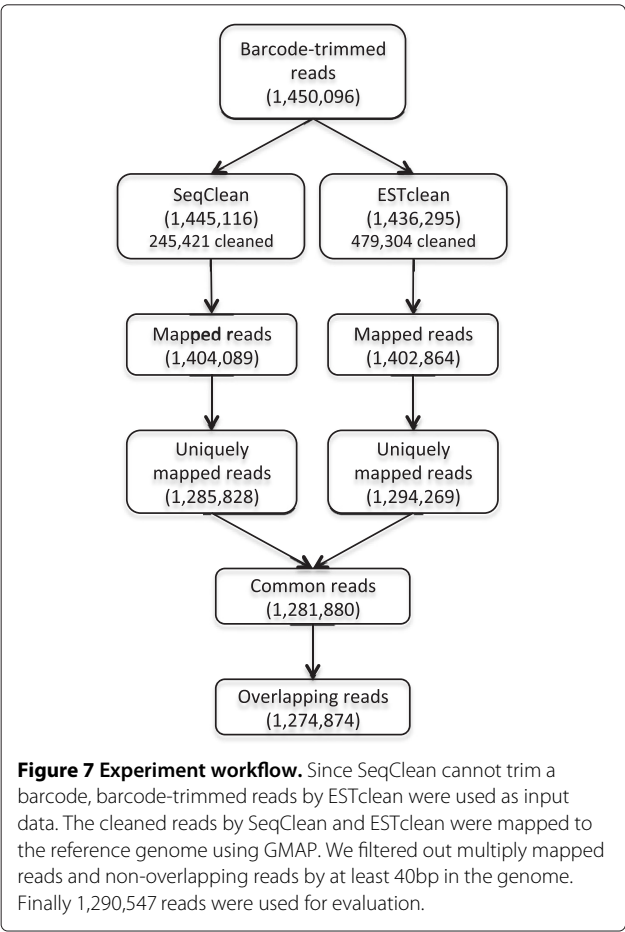 Barcode-trimmed
reads
(1,450,096)
SeqClean
(1,445,116)
245,421 cleaned
ESTclean
(1,436,295)
479,304 cleaned
Mapped reads
(1,404,089)
Mapped reads
(1,402,864)
Uniquely
mapped reads
(1,285,828)
Uniquely
mapped reads
(1,294,269)
Common reads
(1,281,880)
Overlapping reads
(1,274,874)
Figure 7 Experiment workflow. Since SeqClean cannot trim a
barcode, barcode-trimmed reads by ESTclean were used as input
data. The cleaned reads by SeqClean and ESTclean were mapped to
the reference genome using GMAP. We filtered out multiply mapped
reads and non-overlapping reads by at least 40bp in the genome.
Finally 1,290,547 reads were used for evaluation.